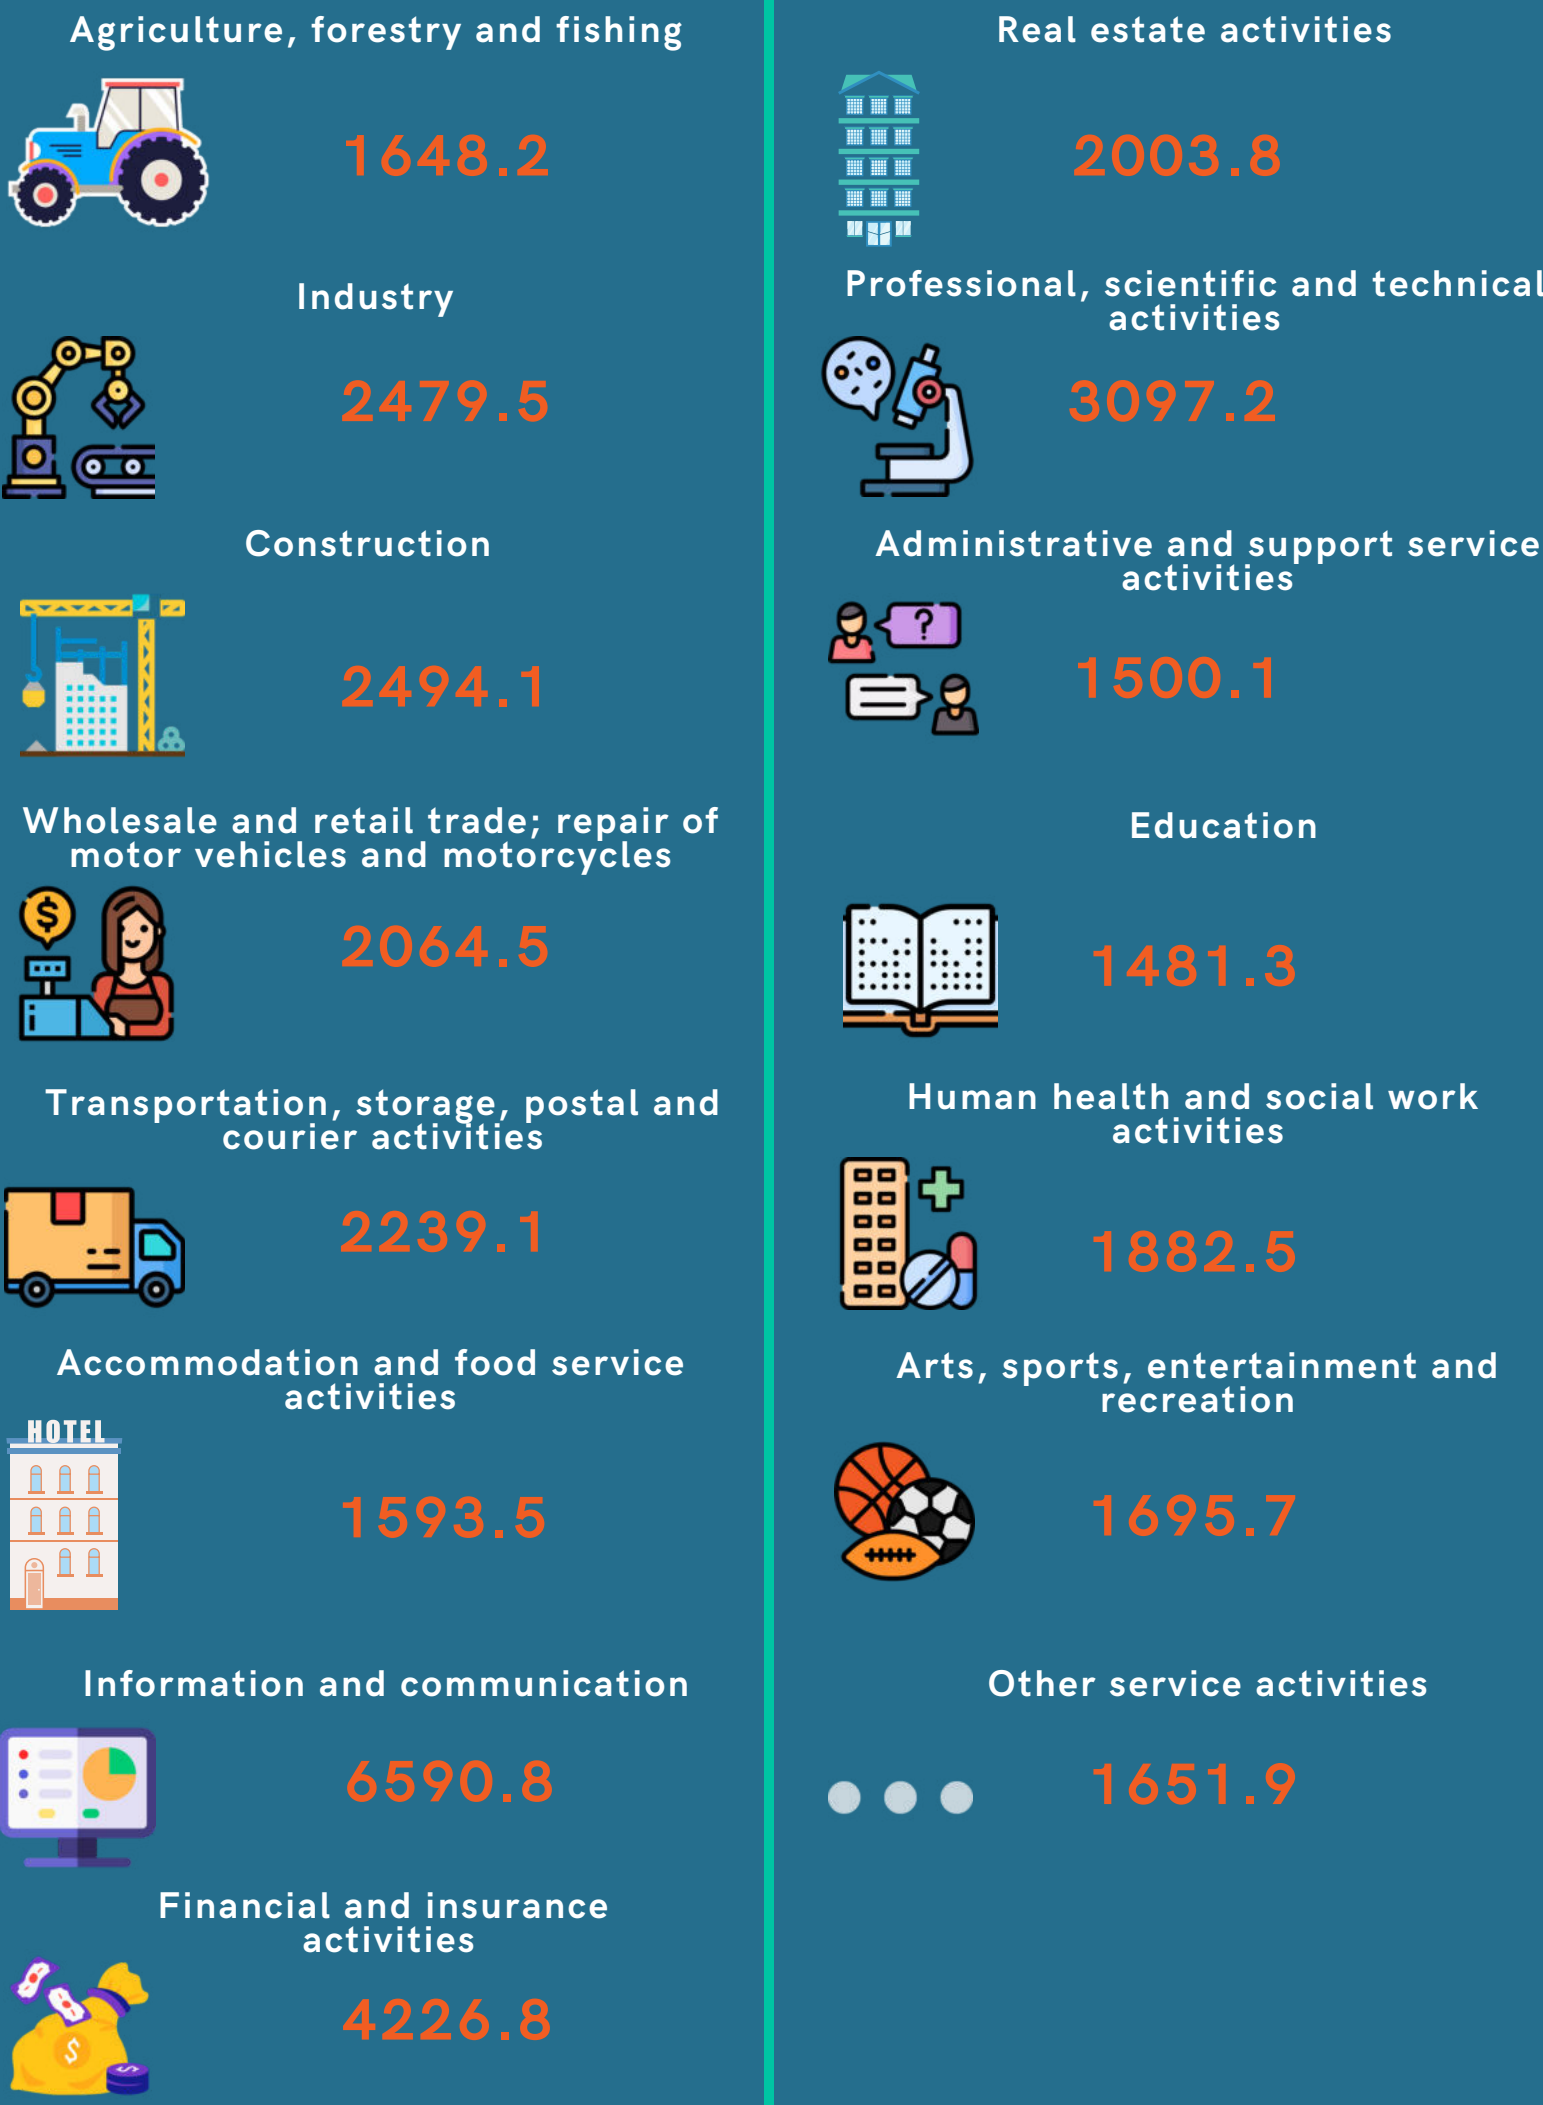 Agriculture, forestry and fishing
1648.2
Industry
2479.5
Construction
2494.1
Wholesale and retail trade; repair of
motor vehicles and motorcycles
$
2064.5
Transportation, storage, postal and
courier activities
2239.1
Accommodation and food service
activities
HOTEL
1593.5
Information and communication
6590.8
Financial and insurance
activities
$
4226.8
Real estate activities
2003.8
Professional, scientific and technical
activities
3097.2
Administrative and support service
activities
?
1500.1
Education
1481.3
Human health and social work
activities
1882.5
Arts, sports, entertainment and
recreation
1695.7
Other service activities
1651.9